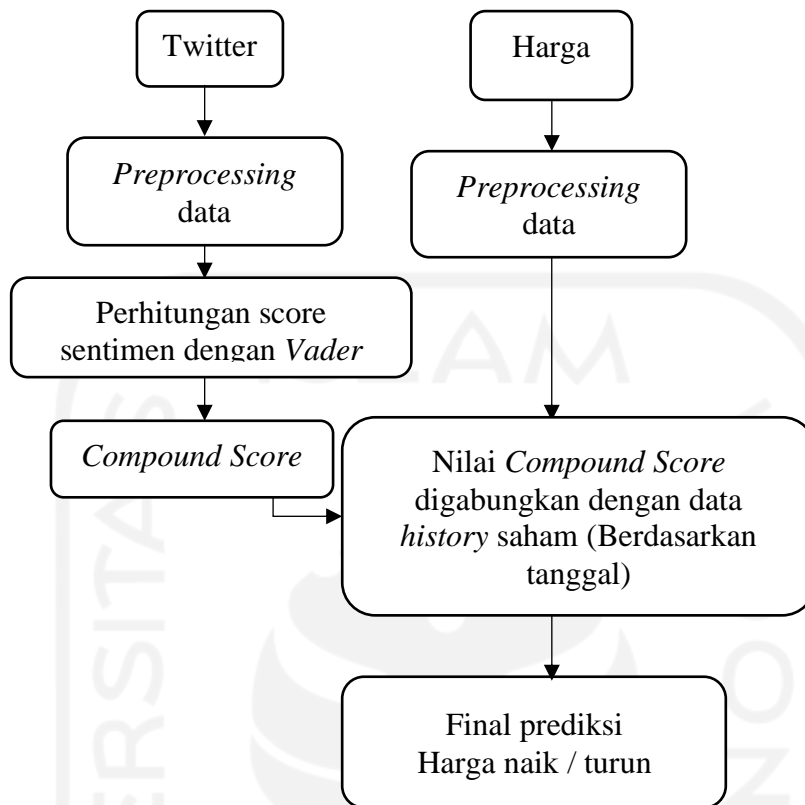 Twitter
Harga
Preprocessing
data
Preprocessing
data
Perhitungan score
sentimen dengan Vader
Compound Score
Nilai Compound Score
digabungkan dengan data
history saham (Berdasarkan
tanggal)
Final prediksi
Harga naik / turun